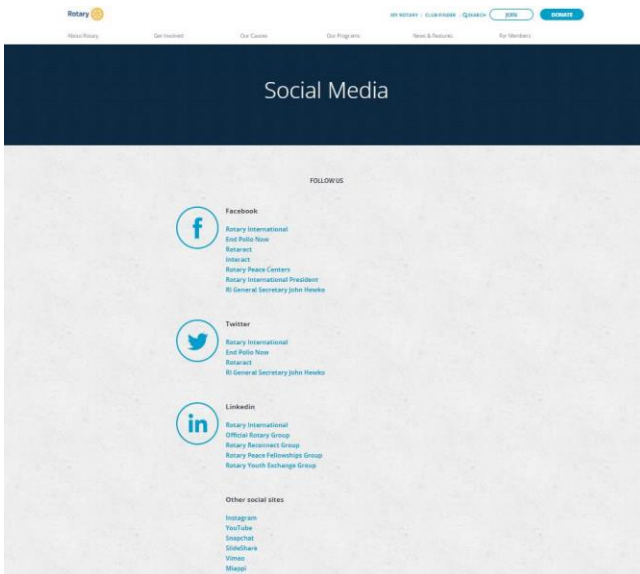 Rotary
MY ROTARY | CLUB FINDER | SEARCH JOIN DONATE
About Rotary Get Involved Our Causes Our Programs News & Features For Members
Social Media
FOLLOW US
Facebook
Rotary International
End Polio Now
Rotaract
Interact
Rotary Peace Centers
Rotary International President
RI General Secretary John Hewko
Twitter
Rotary International
End Polio Now
Rotaract
RI General Secretary John Hewko
Linkedin
Rotary International
Official Rotary Group
Rotary Reconnect Group
Rotary Peace Fellowships Group
Rotary Youth Exchange Group
Other social sites
Instagram
YouTube
Snapchat
SlideShare
Vimeo
Miappi